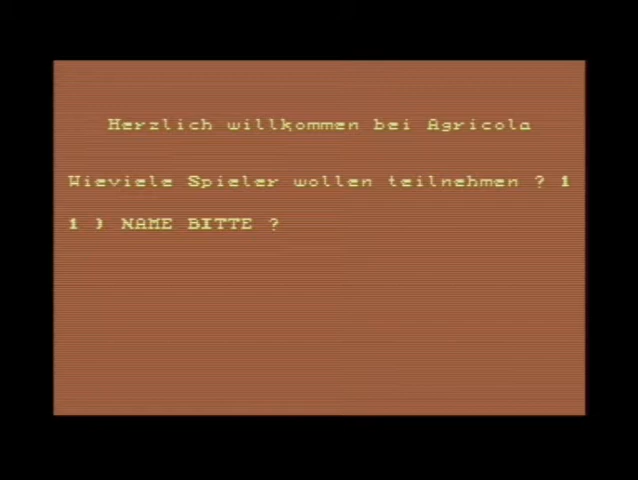 Herzlich willkommen bei Agricola
Wieviele Spieler wollen teilnehmen ? 1
1 ) NAME BITTE ?